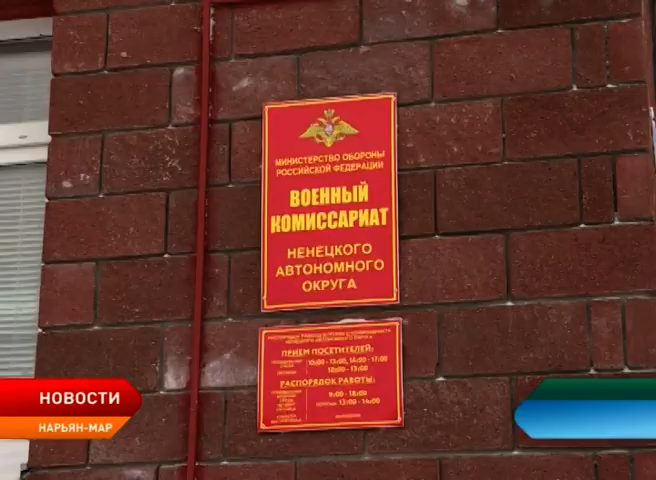 МИНИСТЕРСТВО ОБОРОНЫ
РОССИЙСКОЙ ФЕДЕРАЦИИ
ВОЕННЫЙ
КОМИССАРИАТ
НЕНЕЦКОГО
АВТОНОМНОГО
ОКРУГА
ПРИЕМ ПОСЕТИТЕЛЕЙ:
10:00 - 13:00, 14:00 - 17:00
10:00 - 13:00
РАСПОРЯДОК РАБОТЫ:
9:00 - 18:00
13:00 - 14:00
НОВОСТИ
НАРЬЯН-МАР